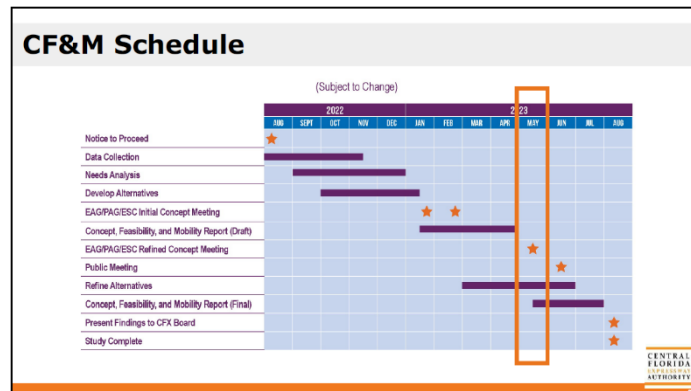 CF&M Schedule
(Subject to Change)
2022 2023
AUG SEPT OCT NOV DEC JAN FEB MAR APR MAY JUN JUL AUG
Notice to Proceed
Data Collection
Needs Analysis
Develop Alternatives
EAG/PAG/ESC Initial Concept Meeting
Concept, Feasibility, and Mobility Report (Draft)
EAG/PAG/ESC Refined Concept Meeting
Public Meeting
Refine Alternatives
Concept, Feasibility, and Mobility Report (Final)
Present Findings to CFX Board
Study Complete
CENTRAL
FLORIDA
EXPRESSWAY
AUTHORITY